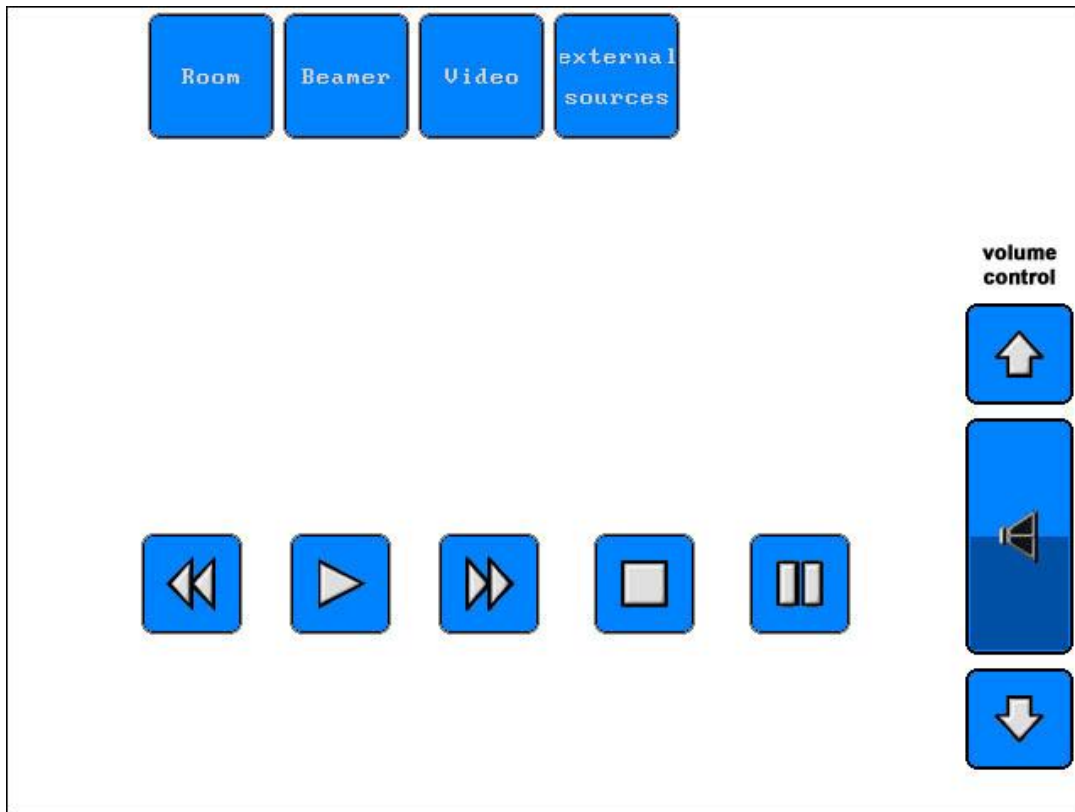 Room
Beamer
Video
external
sources
volume
control